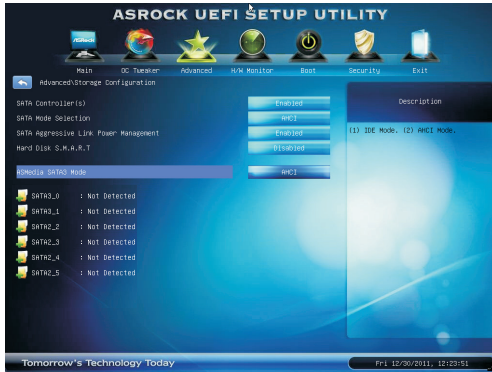 ASROCK UEFI SETUP UTILITY
ASRock
Main OC Tweaker Advanced H/W Monitor Boot Security Exit
Advanced\Storage Configuration
SATA Controller(s) Enabled
SATA Mode Selection AHCI
SATA Aggressive Link Power Management Enabled
Hard Disk S.M.A.R.T Disabled
ASMedia SATA3 Mode AHCI
SATA3_0 : Not Detected
SATA3_1 : Not Detected
SATA2_2 : Not Detected
SATA2_3 : Not Detected
SATA2_4 : Not Detected
SATA2_5 : Not Detected
Description
(1) IDE Mode. (2) AHCI Mode.
Tomorrow's Technology Today
Fri 12/30/2011, 12:23:51